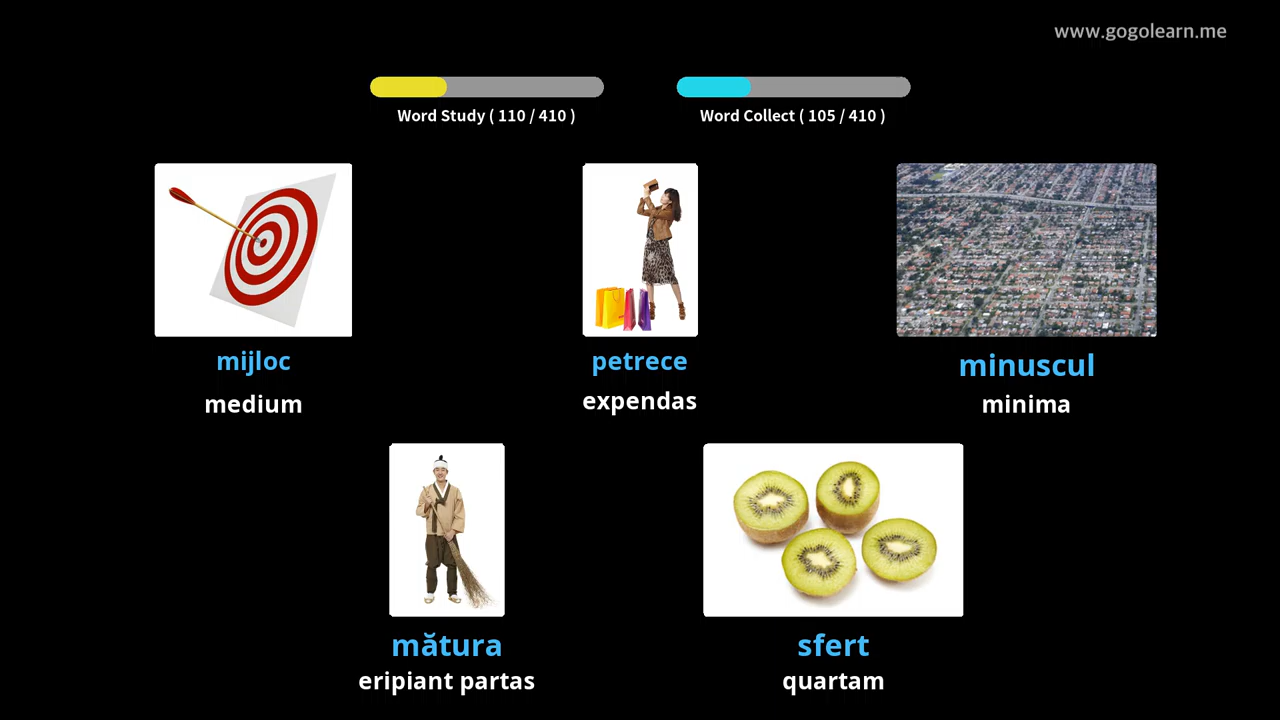 www.gogolearn.me
Word Study ( 110 / 410 )
Word Collect ( 105 / 410 )
mijloc
medium
petrece
expendas
minuscul
minima
mătura
eripiant partas
sfert
quartam